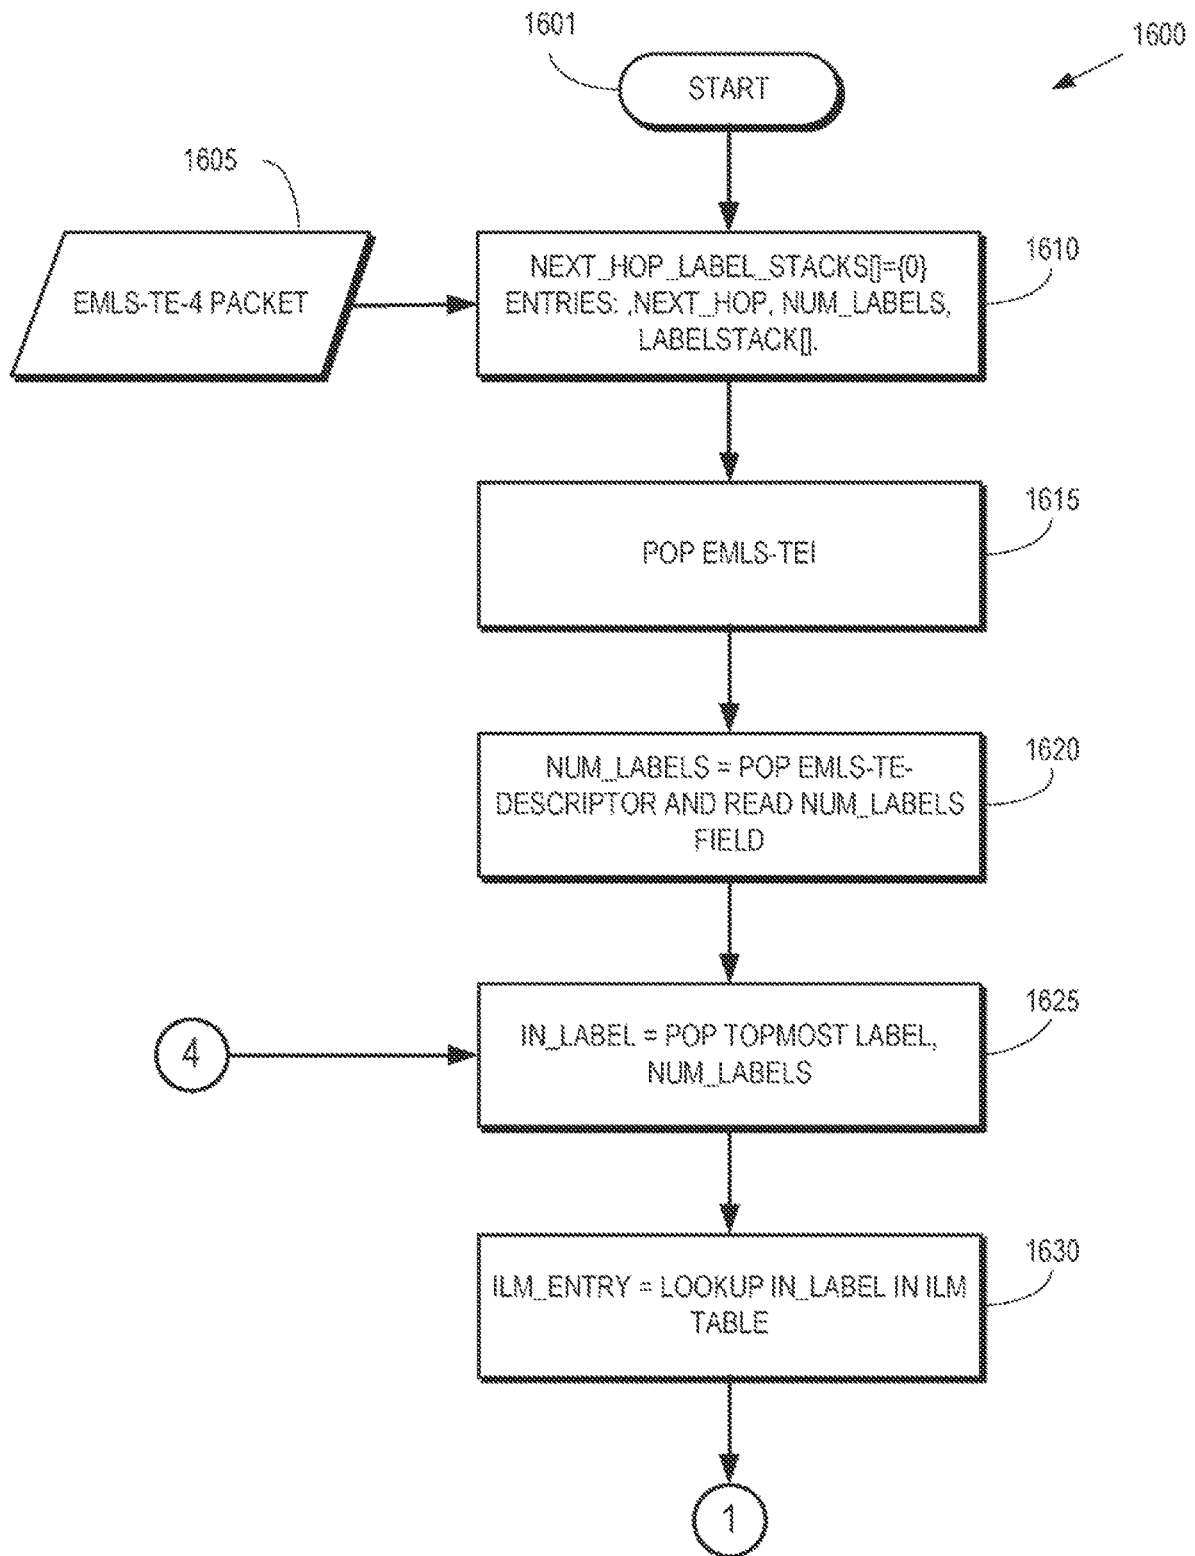 1601
1600
START
1605
EMLS-TE-4 PACKET
NEXT_HOP_LABEL_STACKS[]={0}
ENTRIES: ,NEXT_HOP, NUM_LABELS,
LABELSTACK[].
1610
POP EMLS-TEI
1615
NUM_LABELS = POP EMLS-TE-
DESCRIPTOR AND READ NUM_LABELS
FIELD
1620
4
IN_LABEL = POP TOPMOST LABEL,
NUM_LABELS
1625
ILM_ENTRY = LOOKUP IN_LABEL IN ILM
TABLE
1630
1